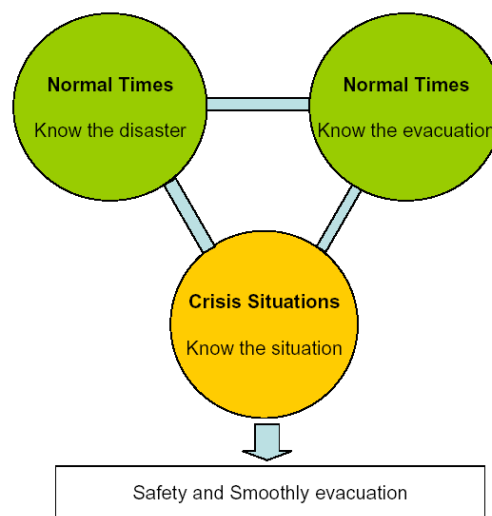 Normal Times
Know the disaster
Normal Times
Know the evacuation
Crisis Situations
Know the situation
Safety and Smoothly evacuation